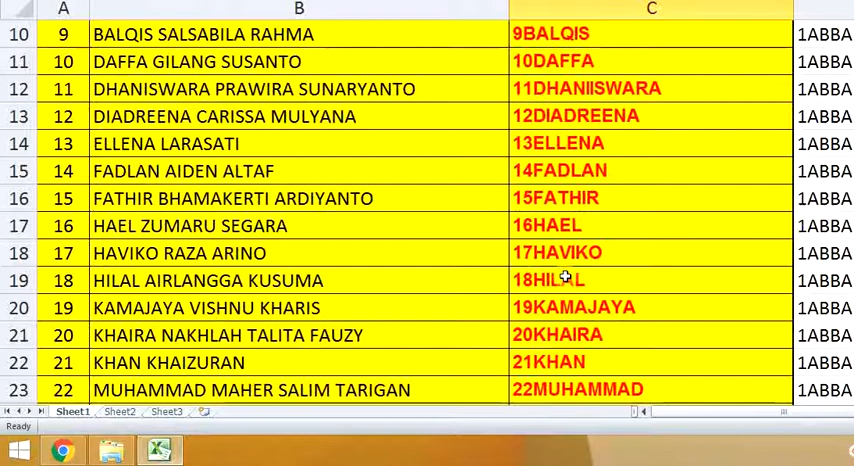 A B C
10 9 BALQIS SALSABILA RAHMA 9BALQIS 1ABBA
11 10 DAFFA GILANG SUSANTO 10DAFFA 1ABBA
12 11 DHANISWARA PRAWIRA SUNARYANTO 11DHANIISWARA 1ABBA
13 12 DIADREENA CARISSA MULYANA 12DIADREENA 1ABBA
14 13 ELLENA LARASATI 13ELLENA 1ABBA
15 14 FADLAN AIDEN ALTAF 14FADLAN 1ABBA
16 15 FATHIR BHAMAKERTI ARDIYANTO 15FATHIR 1ABBA
17 16 HAEL ZUMARU SEGARA 16HAEL 1ABBA
18 17 HAVIKO RAZA ARINO 17HAVIKO 1ABBA
19 18 HILAL AIRLANGGA KUSUMA 18HILAL 1ABBA
20 19 KAMAJAYA VISHNU KHARIS 19KAMAJAYA 1ABBA
21 20 KHAIRA NAKHLAH TALITA FAUZY 20KHAIRA 1ABBA
22 21 KHAN KHAIZURAN 21KHAN 1ABBA
23 22 MUHAMMAD MAHER SALIM TARIGAN 22MUHAMMAD 1ABBA
Sheet1 Sheet2 Sheet3
Ready